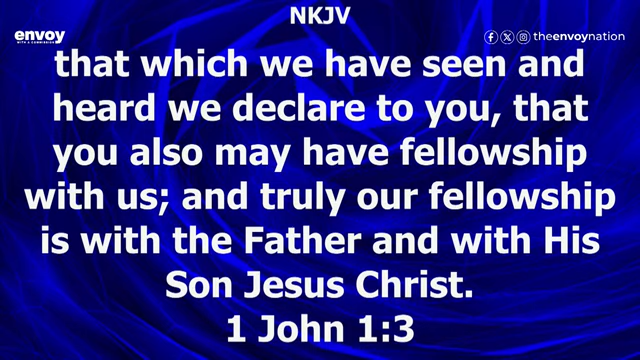 NKJV
envoy
WITH A COMMISSION
theenvoynation
that which we have seen and
heard we declare to you, that
you also may have fellowship
with us; and truly our fellowship
is with the Father and with His
Son Jesus Christ.
1 John 1:3